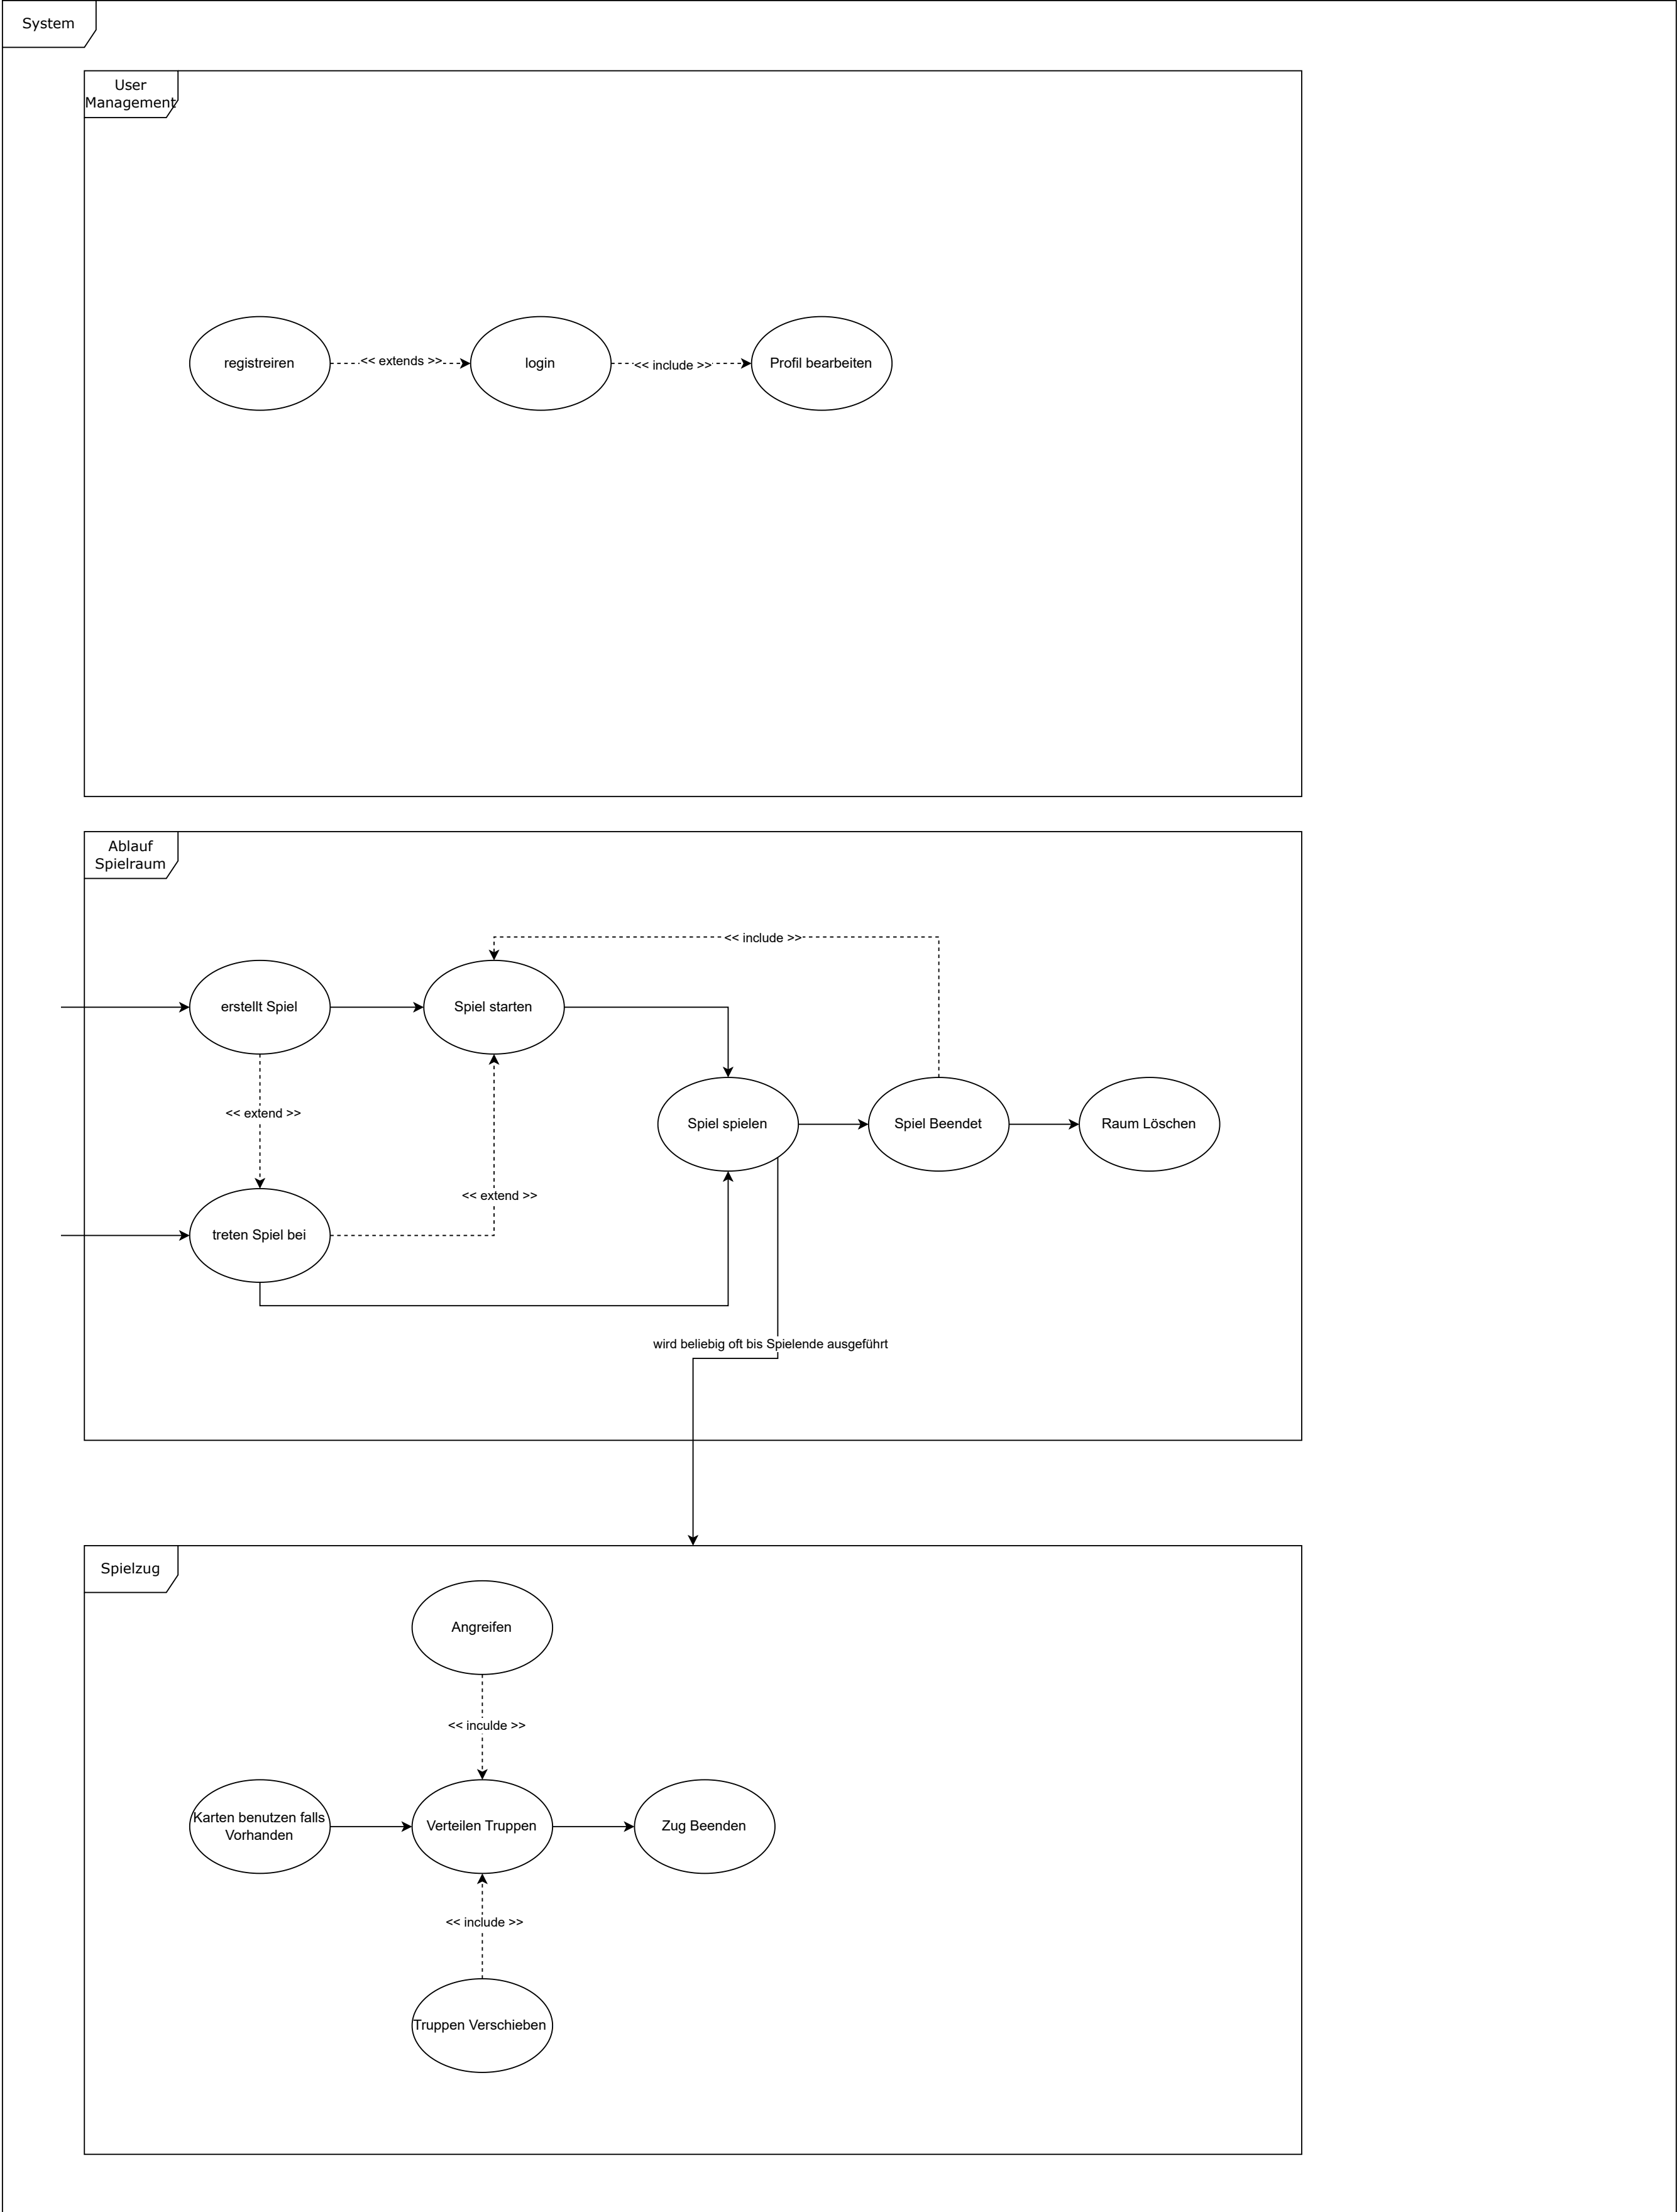 System
User
Management
registreiren
<< extends >>
login
<< include >>
Profil bearbeiten
Ablauf
Spielraum
<< include >>
erstellt Spiel
Spiel starten
<< extend >>
Spiel spielen
Spiel Beendet
Raum Löschen
<< extend >>
treten Spiel bei
wird beliebig oft bis Spielende ausgeführt
Spielzug
Angreifen
<< inculde >>
Karten benutzen falls
Vorhanden
Verteilen Truppen
Zug Beenden
<< include >>
Truppen Verschieben